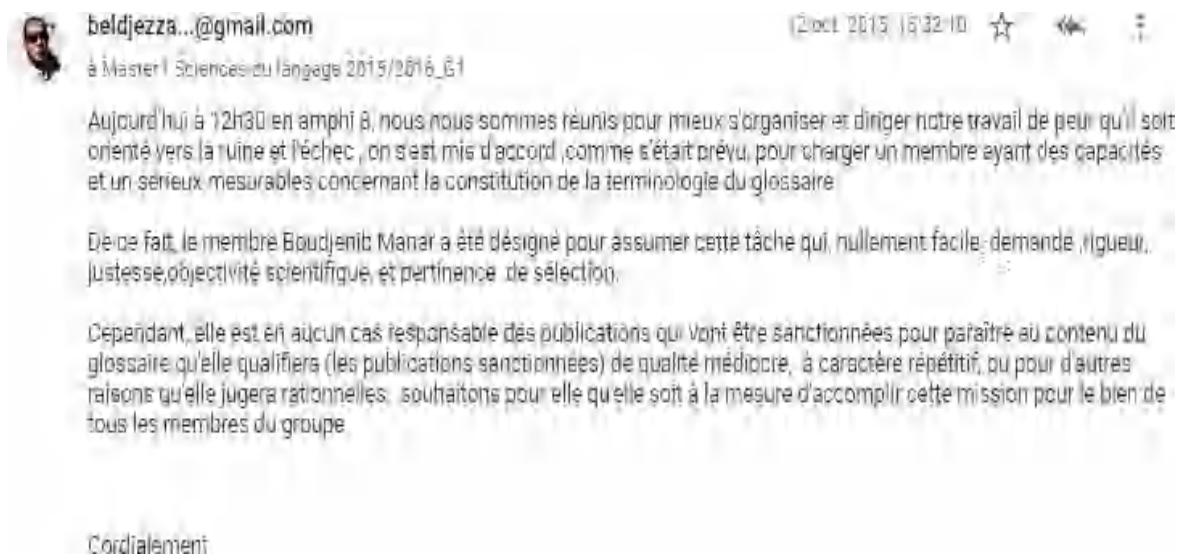 beldjezza...@gmail.com
12 oct. 2015 16:32:10
à Master1 Sciences du langage 2015/2016_G1
Aujourd'hui à 12h30 en amphi 8, nous nous sommes réunis pour mieux s'organiser et diriger notre travail de peur qu'il soit
orienté vers la ruine et l'échec , on s'est mis d'accord ,comme s'était prévu, pour charger un membre ayant des capacités
et un sérieux mesurables concernant la constitution de la terminologie du glossaire
De ce fait, le membre Boudjenib Manar a été désigné pour assumer cette tâche qui, nullement facile, demande ,rigueur,
justesse,objectivité scientifique, et pertinence de sélection.
Cependant, elle est en aucun cas responsable des publications qui vont être sanctionnées pour paraître au contenu du
glossaire qu'elle qualifiera (les publications sanctionnées) de qualité médiocre, à caractère répétitif, ou pour d'autres
raisons qu'elle jugera rationnelles, souhaitons pour elle qu'elle soit à la mesure d'accomplir cette mission pour le bien de
tous les membres du groupe
Cordialement